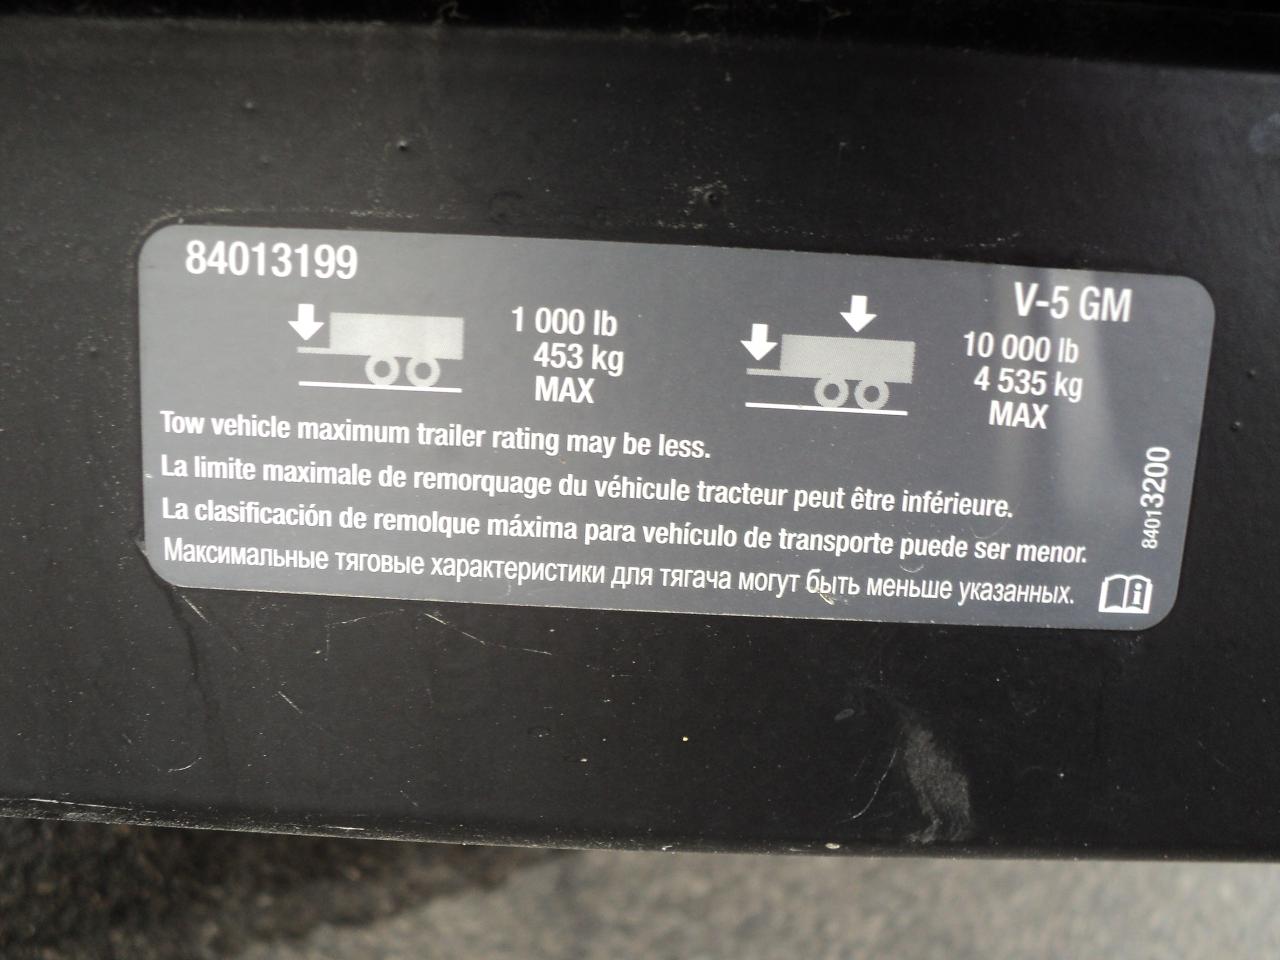 84013199
V-5 GM
1 000 lb
453 kg
MAX
10 000 lb
4 535 kg
MAX
Tow vehicle maximum trailer rating may be less.
La limite maximale de remorquage du véhicule tracteur peut être inférieure.
La clasificación de remolque máxima para vehículo de transporte puede ser menor.
Максимальные тяговые характеристики для тягача могут быть меньше указанных.
84013200